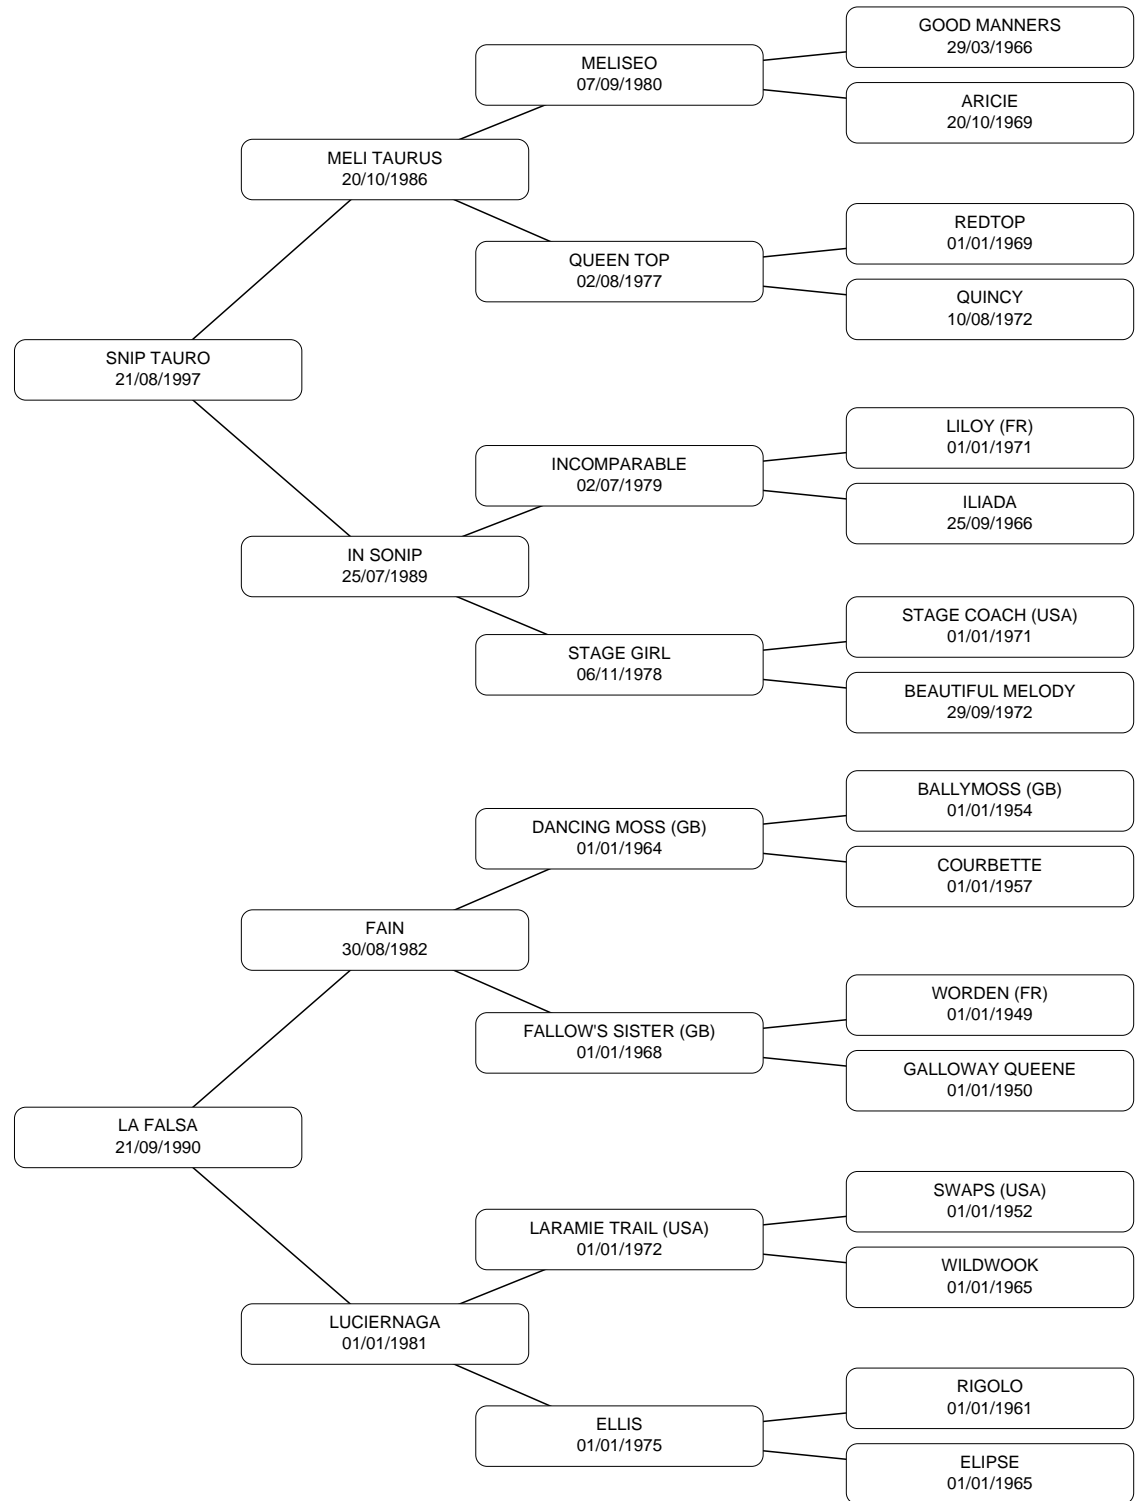 GOOD MANNERS
29/03/1966
MELISEO
07/09/1980
ARICIE
20/10/1969
MELI TAURUS
20/10/1986
REDTOP
01/01/1969
QUEEN TOP
02/08/1977
QUINCY
10/08/1972
SNIP TAURO
21/08/1997
LILOY (FR)
01/01/1971
INCOMPARABLE
02/07/1979
ILIADA
25/09/1966
IN SONIP
25/07/1989
STAGE COACH (USA)
01/01/1971
STAGE GIRL
06/11/1978
BEAUTIFUL MELODY
29/09/1972
BALLYMOSS (GB)
01/01/1954
DANCING MOSS (GB)
01/01/1964
COURBETTE
01/01/1957
FAIN
30/08/1982
WORDEN (FR)
01/01/1949
FALLOW'S SISTER (GB)
01/01/1968
GALLOWAY QUEENE
01/01/1950
LA FALSA
21/09/1990
SWAPS (USA)
01/01/1952
LARAMIE TRAIL (USA)
01/01/1972
WILDWOOK
01/01/1965
LUCIERNAGA
01/01/1981
RIGOLO
01/01/1961
ELLIS
01/01/1975
ELIPSE
01/01/1965